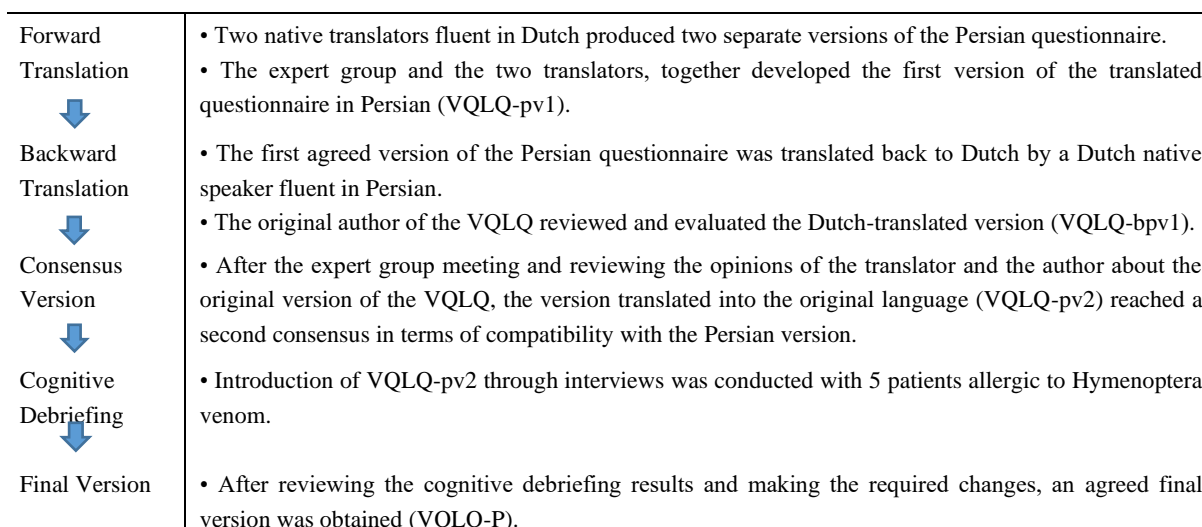 Forward
Translation
• Two native translators fluent in Dutch produced two separate versions of the Persian questionnaire.
• The expert group and the two translators, together developed the first version of the translated
questionnaire in Persian (VQLQ-pv1).
Backward
Translation
• The first agreed version of the Persian questionnaire was translated back to Dutch by a Dutch native
speaker fluent in Persian.
• The original author of the VQLQ reviewed and evaluated the Dutch-translated version (VQLQ-bpv1).
Consensus
Version
• After the expert group meeting and reviewing the opinions of the translator and the author about the
original version of the VQLQ, the version translated into the original language (VQLQ-pv2) reached a
second consensus in terms of compatibility with the Persian version.
Cognitive
Debriefing
• Introduction of VQLQ-pv2 through interviews was conducted with 5 patients allergic to Hymenoptera
venom.
Final Version
• After reviewing the cognitive debriefing results and making the required changes, an agreed final
version was obtained (VQLQ-P).